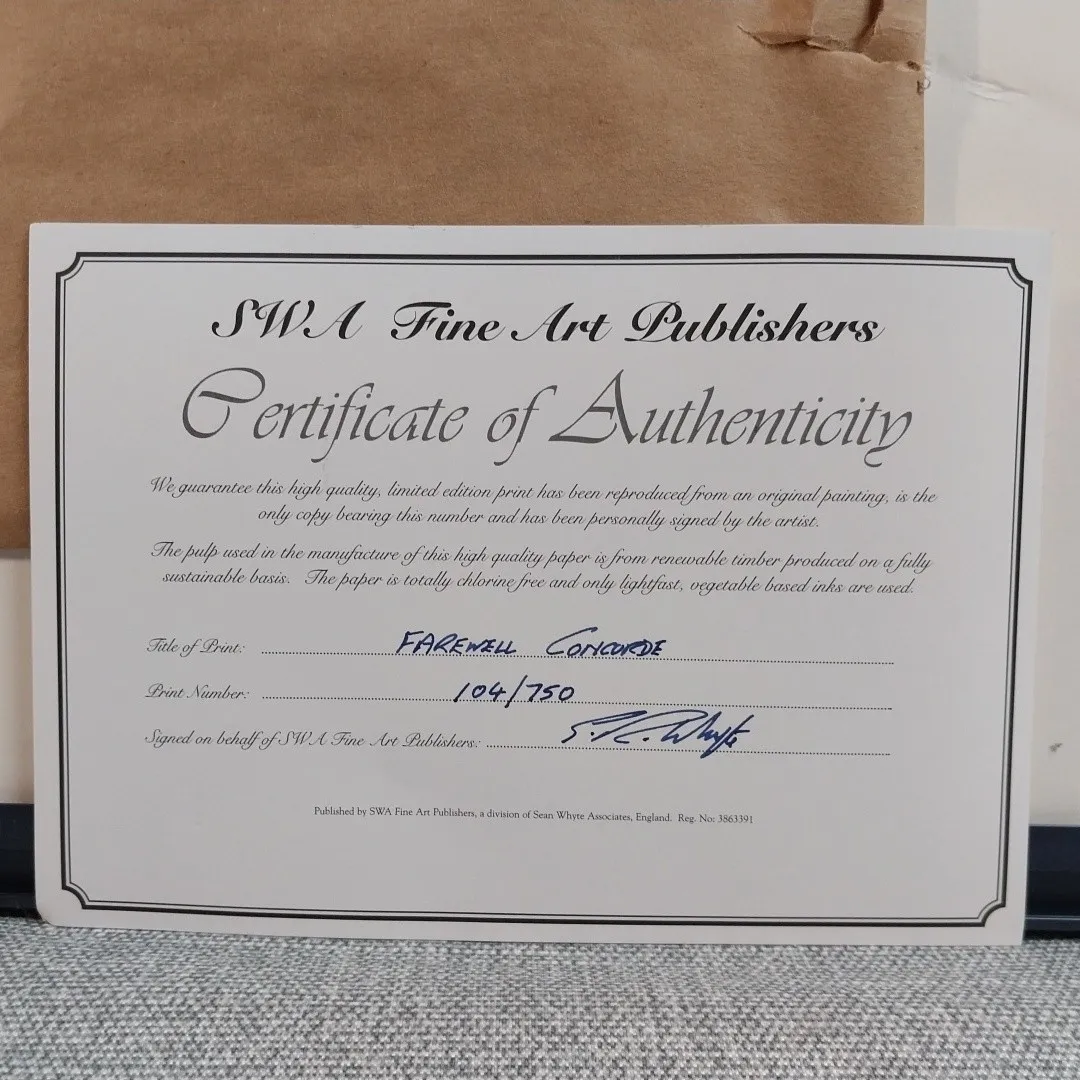 SWA Fine Art Publishers
Certificate of Authenticity
We guarantee this high quality, limited edition print has been reproduced from an original painting, is the
only copy bearing this number and has been personally signed by the artist.
The pulp used in the manufacture of this high quality paper is from renewable timber produced on a fully
sustainable basis. The paper is totally chlorine free and only lightfast, vegetable based inks are used.
Title of Print: FAREWELL CONCORDE
Print Number: 104/750
Signed on behalf of SWA Fine Art Publishers: S. R. Whyte
Published by SWA Fine Art Publishers, a division of Sean Whyte Associates, England. Reg. No: 3863391